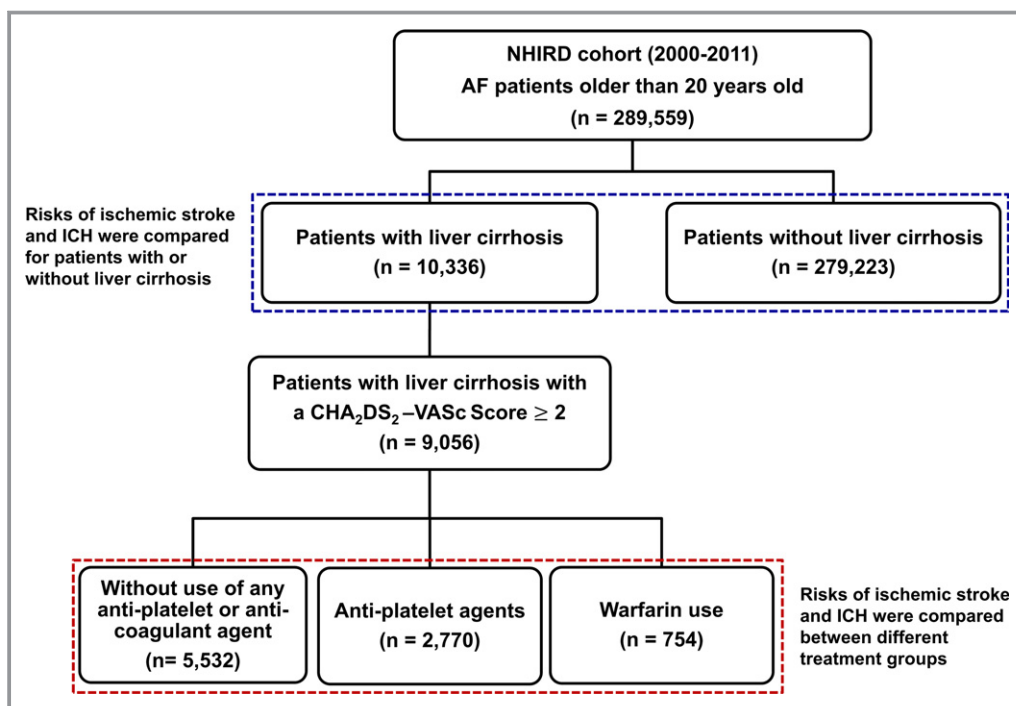 NHIRD cohort (2000-2011)
AF patients older than 20 years old
(n = 289,559)
Risks of ischemic stroke
and ICH were compared
for patients with or
without liver cirrhosis
Patients with liver cirrhosis
(n = 10,336)
Patients without liver cirrhosis
(n = 279,223)
Patients with liver cirrhosis with
a CHA₂DS₂–VASc Score ≥ 2
(n = 9,056)
Without use of any
anti-platelet or anti-
coagulant agent
(n= 5,532)
Anti-platelet agents
(n = 2,770)
Warfarin use
(n = 754)
Risks of ischemic stroke
and ICH were compared
between different
treatment groups